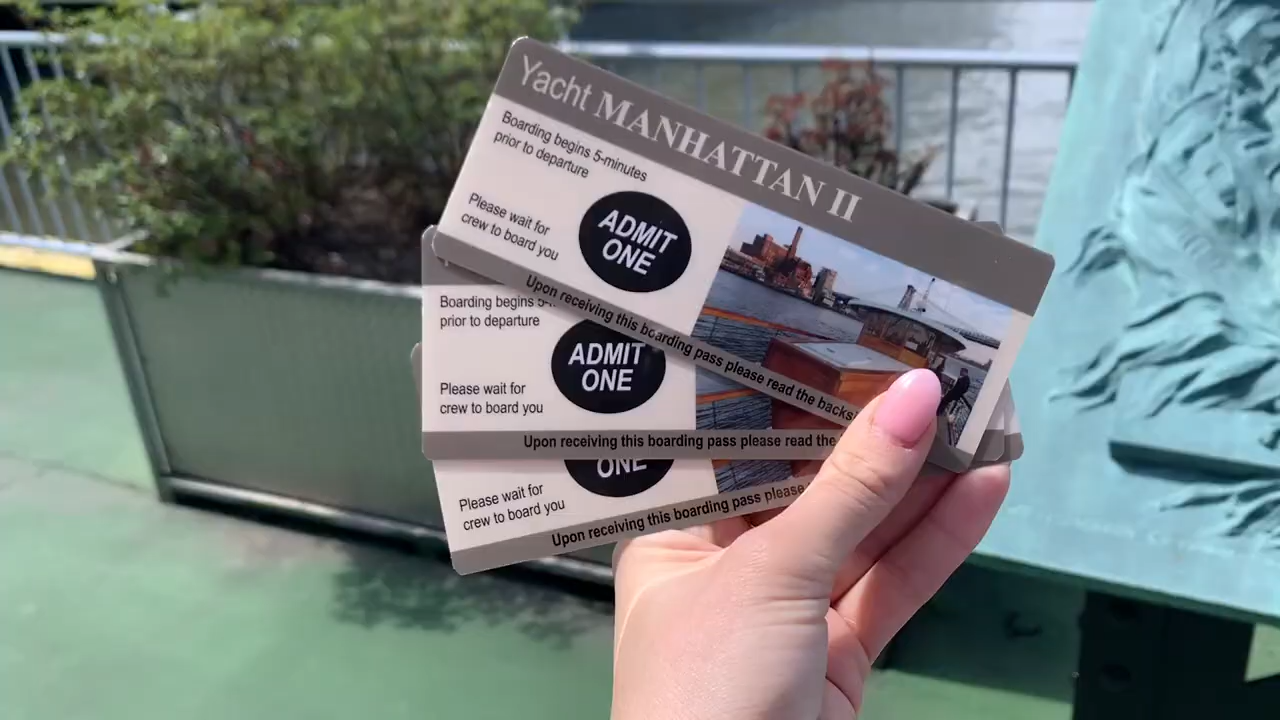 Yacht MANHATTAN II
Boarding begins 5-minutes
prior to departure
Please wait for
crew to board you
ADMIT
ONE
Upon receiving this boarding pass please read the
Boarding begins
prior to departure
Please wait for
crew to board you
ADMIT
ONE
Upon receiving this boarding pass please read the
ONE
Please wait for
crew to board you
Upon receiving this boarding pass please